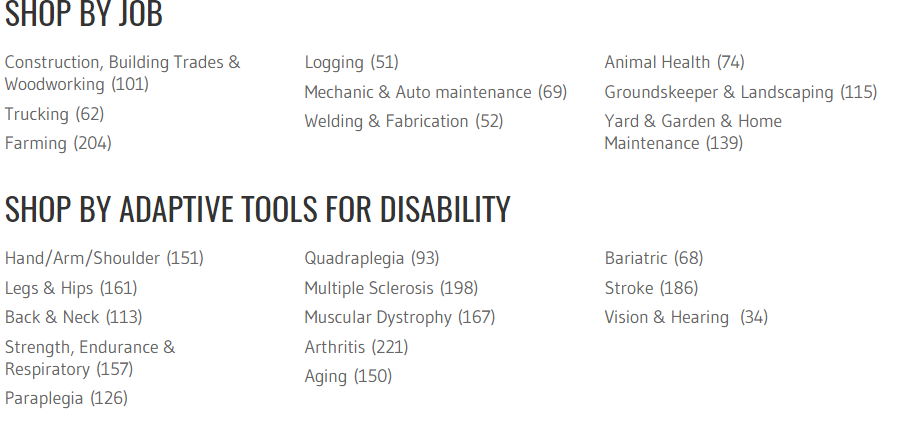 SHOP BY JOB
Construction, Building Trades &
Woodworking (101)
Trucking (62)
Farming (204)
Logging (51)
Mechanic & Auto maintenance (69)
Welding & Fabrication (52)
Animal Health (74)
Groundskeeper & Landscaping (115)
Yard & Garden & Home
Maintenance (139)
SHOP BY ADAPTIVE TOOLS FOR DISABILITY
Hand/Arm/Shoulder (151)
Legs & Hips (161)
Back & Neck (113)
Strength, Endurance &
Respiratory (157)
Paraplegia (126)
Quadraplegia (93)
Multiple Sclerosis (198)
Muscular Dystrophy (167)
Arthritis (221)
Aging (150)
Bariatric (68)
Stroke (186)
Vision & Hearing (34)